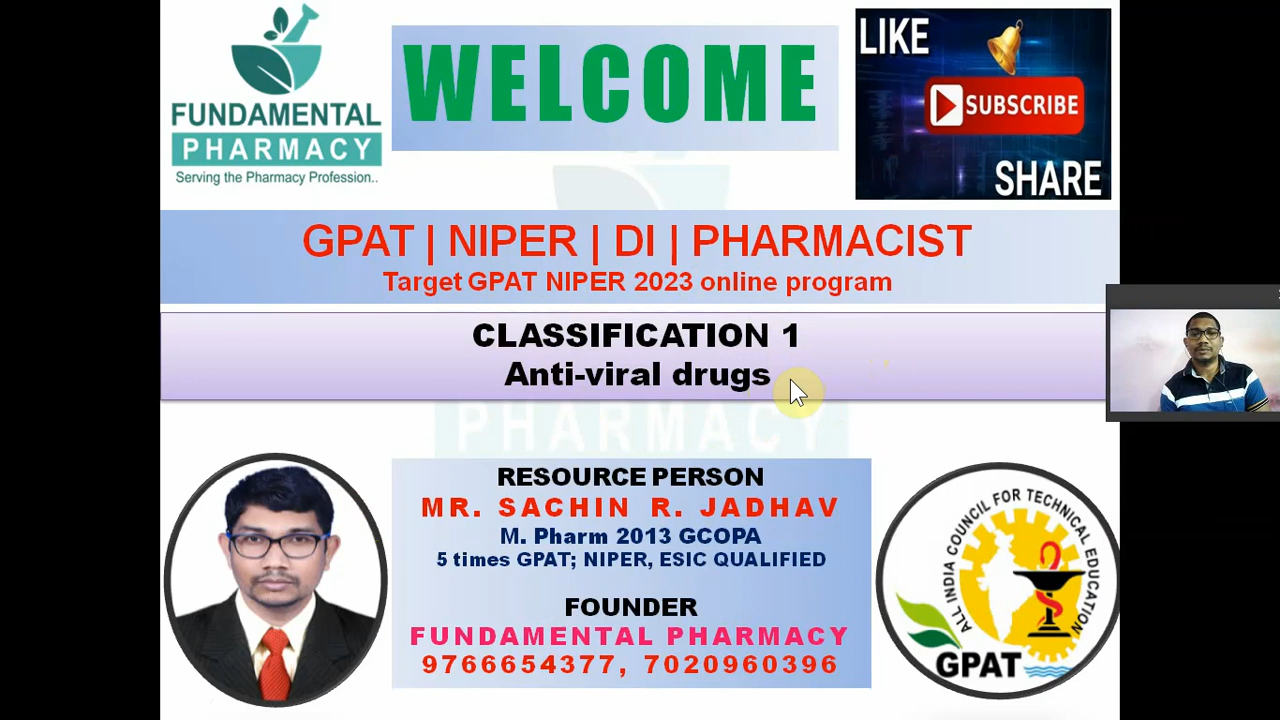 FUNDAMENTAL
PHARMACY
Serving the Pharmacy Profession..
WELCOME
LIKE
SUBSCRIBE
SHARE
GPAT | NIPER | DI | PHARMACIST
Target GPAT NIPER 2023 online program
CLASSIFICATION 1
Anti-viral drugs
PHARMACY
RESOURCE PERSON
MR. SACHIN R. JADHAV
M. Pharm 2013 GCOPA
5 times GPAT; NIPER, ESIC QUALIFIED
FOUNDER
FUNDAMENTAL PHARMACY
9766654377, 7020960396
ALL INDIA COUNCIL FOR TECHNICAL EDUCATION
GPAT